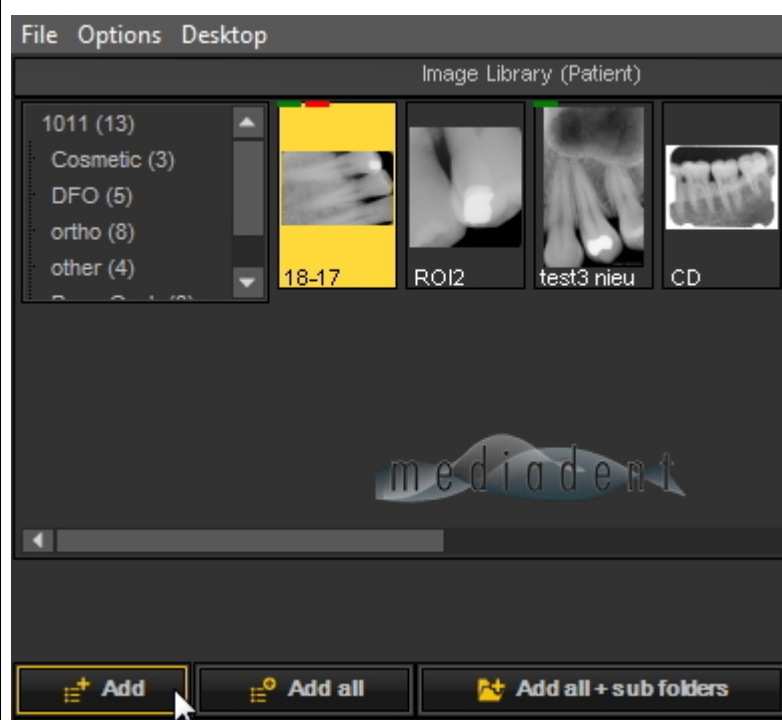 File Options Desktop
Image Library (Patient)
1011 (13)
Cosmetic (3)
DFO (5)
ortho (8)
other (4)
18-17
ROI2
test3 nieu
CD
mediadent
Add
Add all
Add all + sub folders